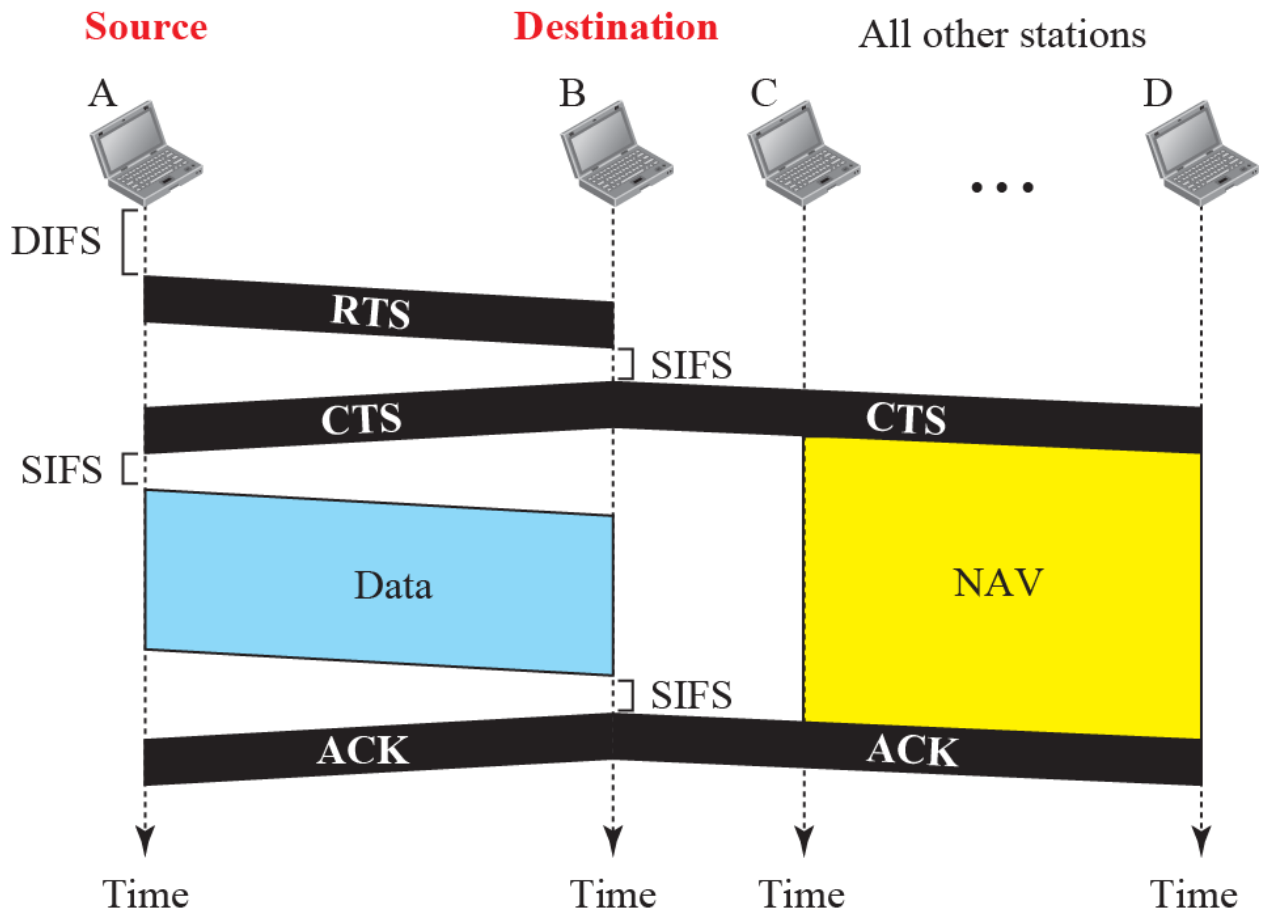 Source
Destination
All other stations
A
B
C
D
...
DIFS
RTS
SIFS
CTS
CTS
SIFS
Data
NAV
SIFS
ACK
ACK
Time
Time
Time
Time